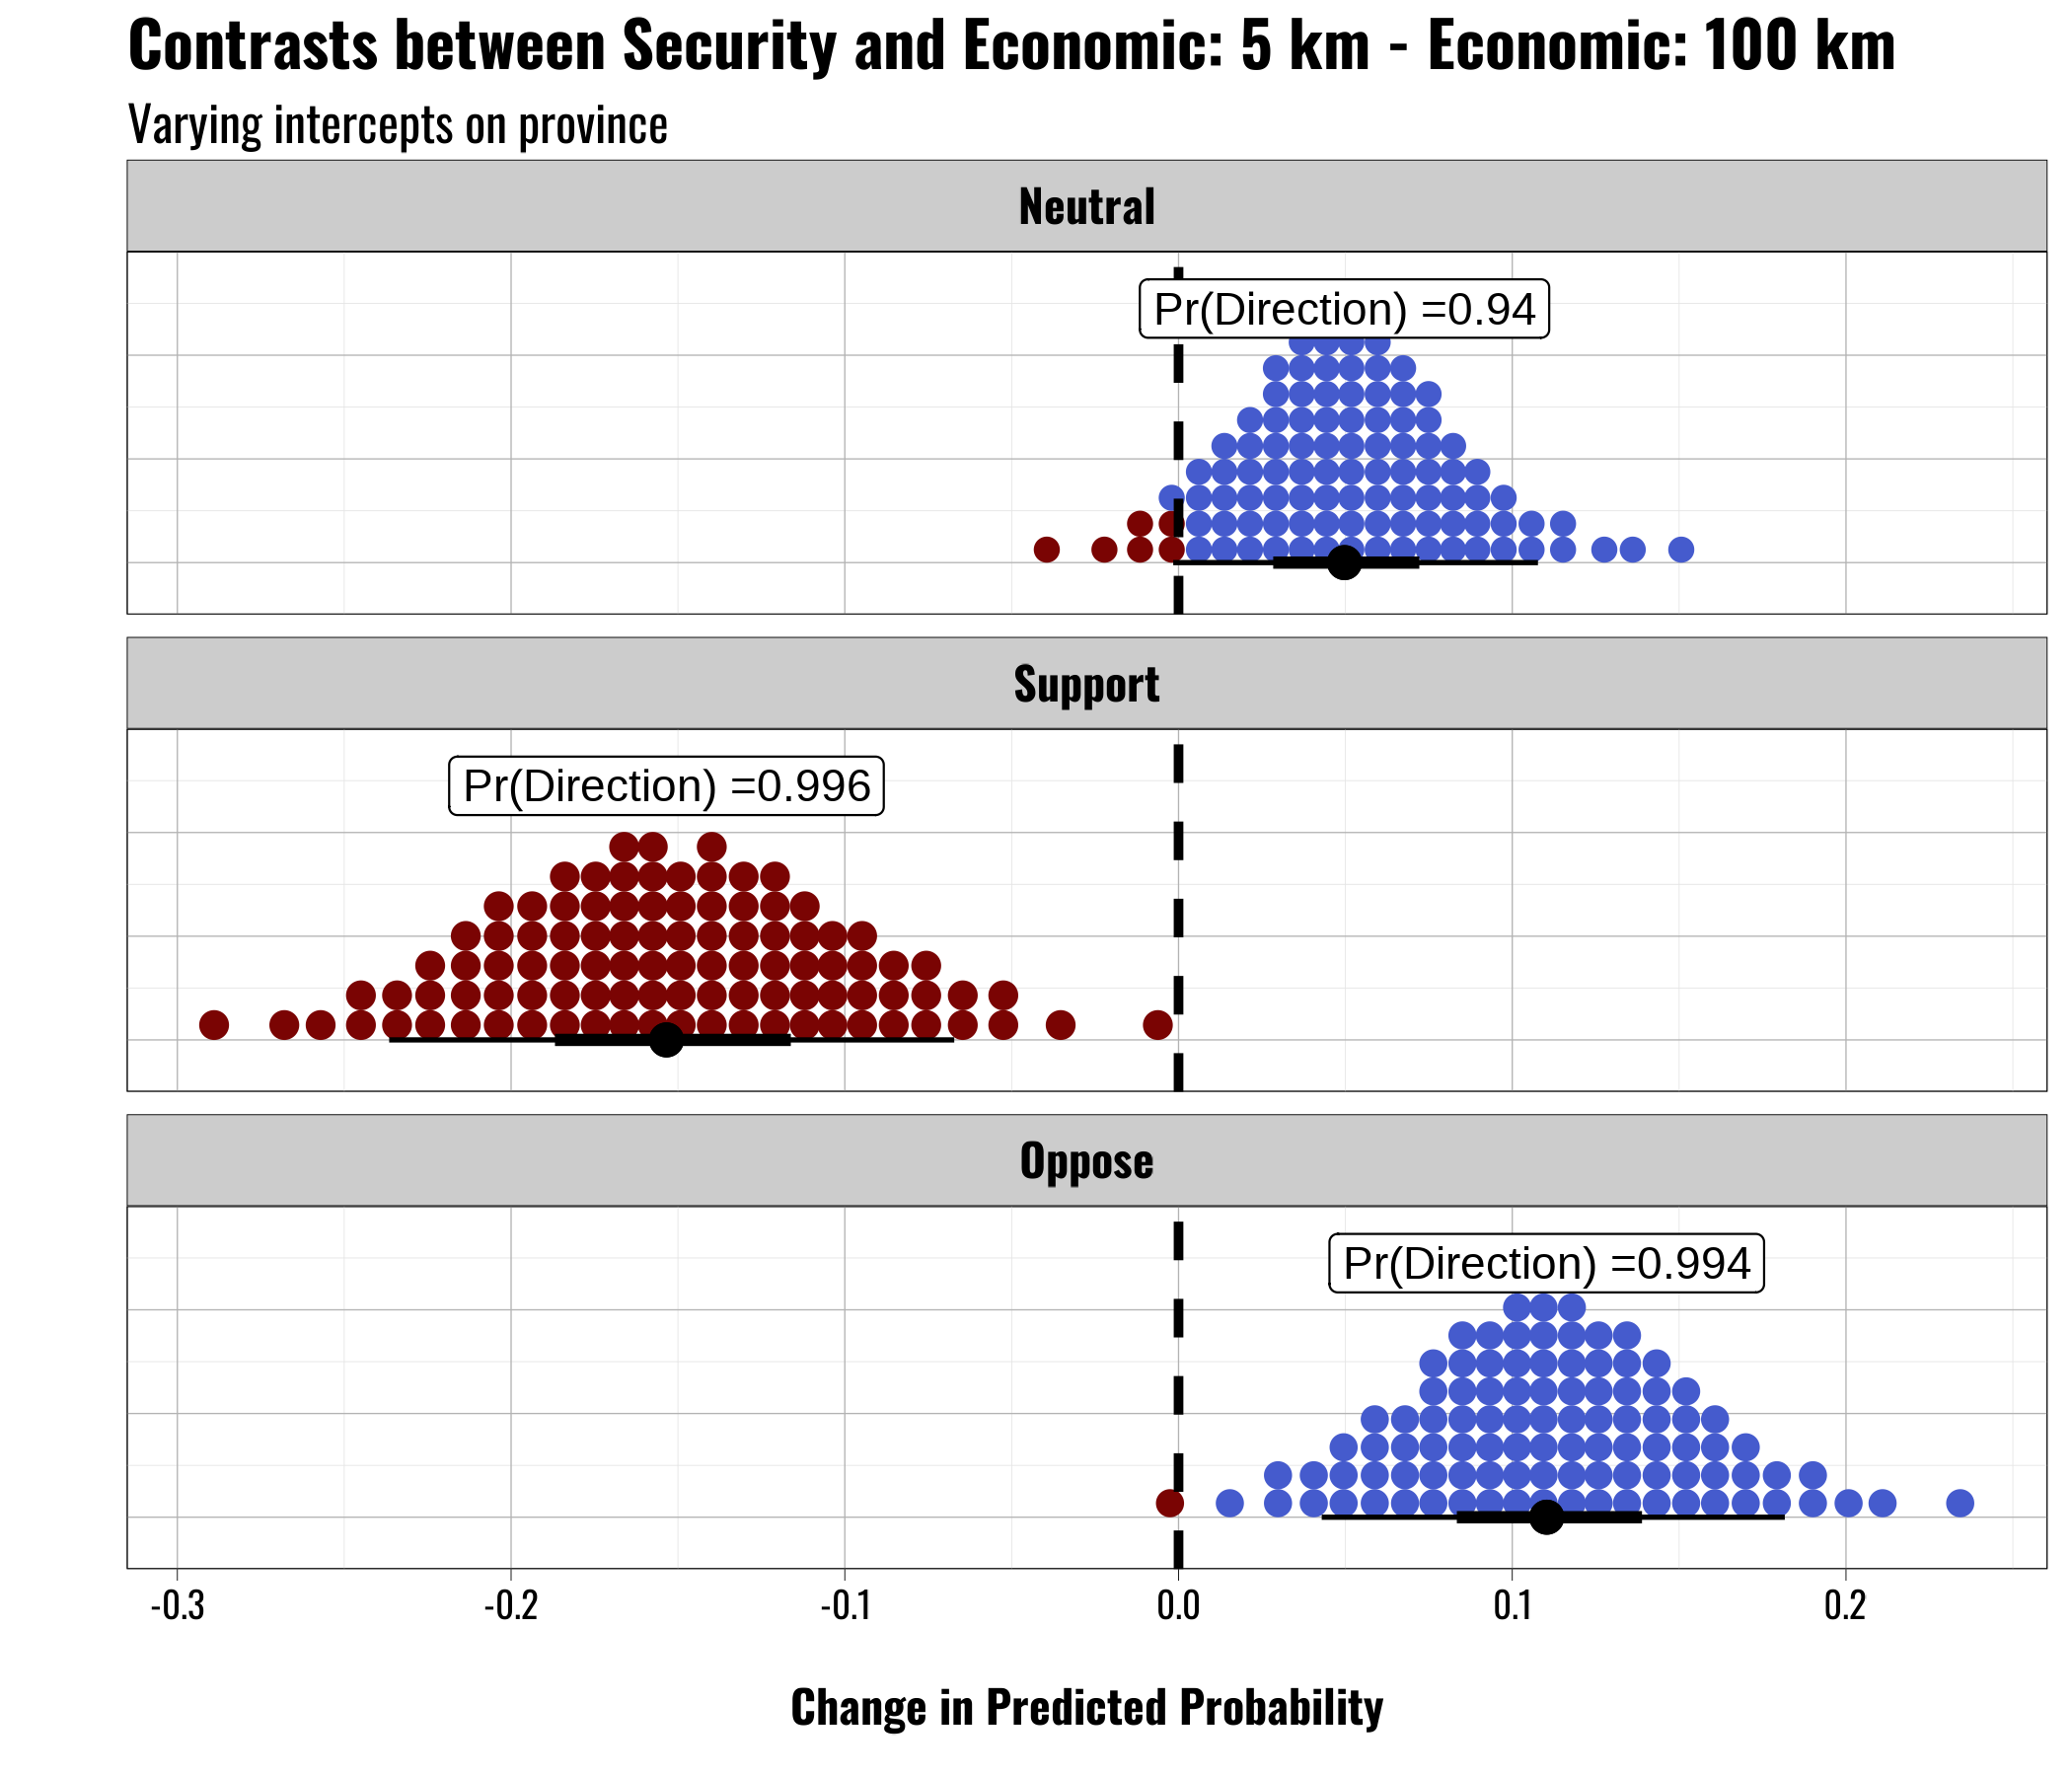 Contrasts between Security and Economic: 5 km - Economic: 100 km
Varying intercepts on province
Neutral
Pr(Direction) =0.94
Support
Pr(Direction) =0.996
Oppose
Pr(Direction) =0.994
-0.3 -0.2 -0.1 0.0 0.1 0.2
Change in Predicted Probability